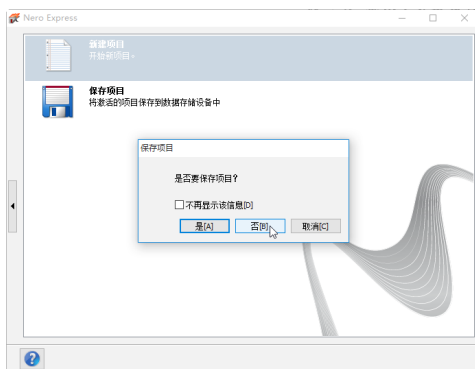 Nero Express
新建项目
开始新项目。
保存项目
将激活的项目保存到数据存储设备中
保存项目
是否要保存项目?
不再显示该信息[D]
是[A] 否[B] 取消[C]